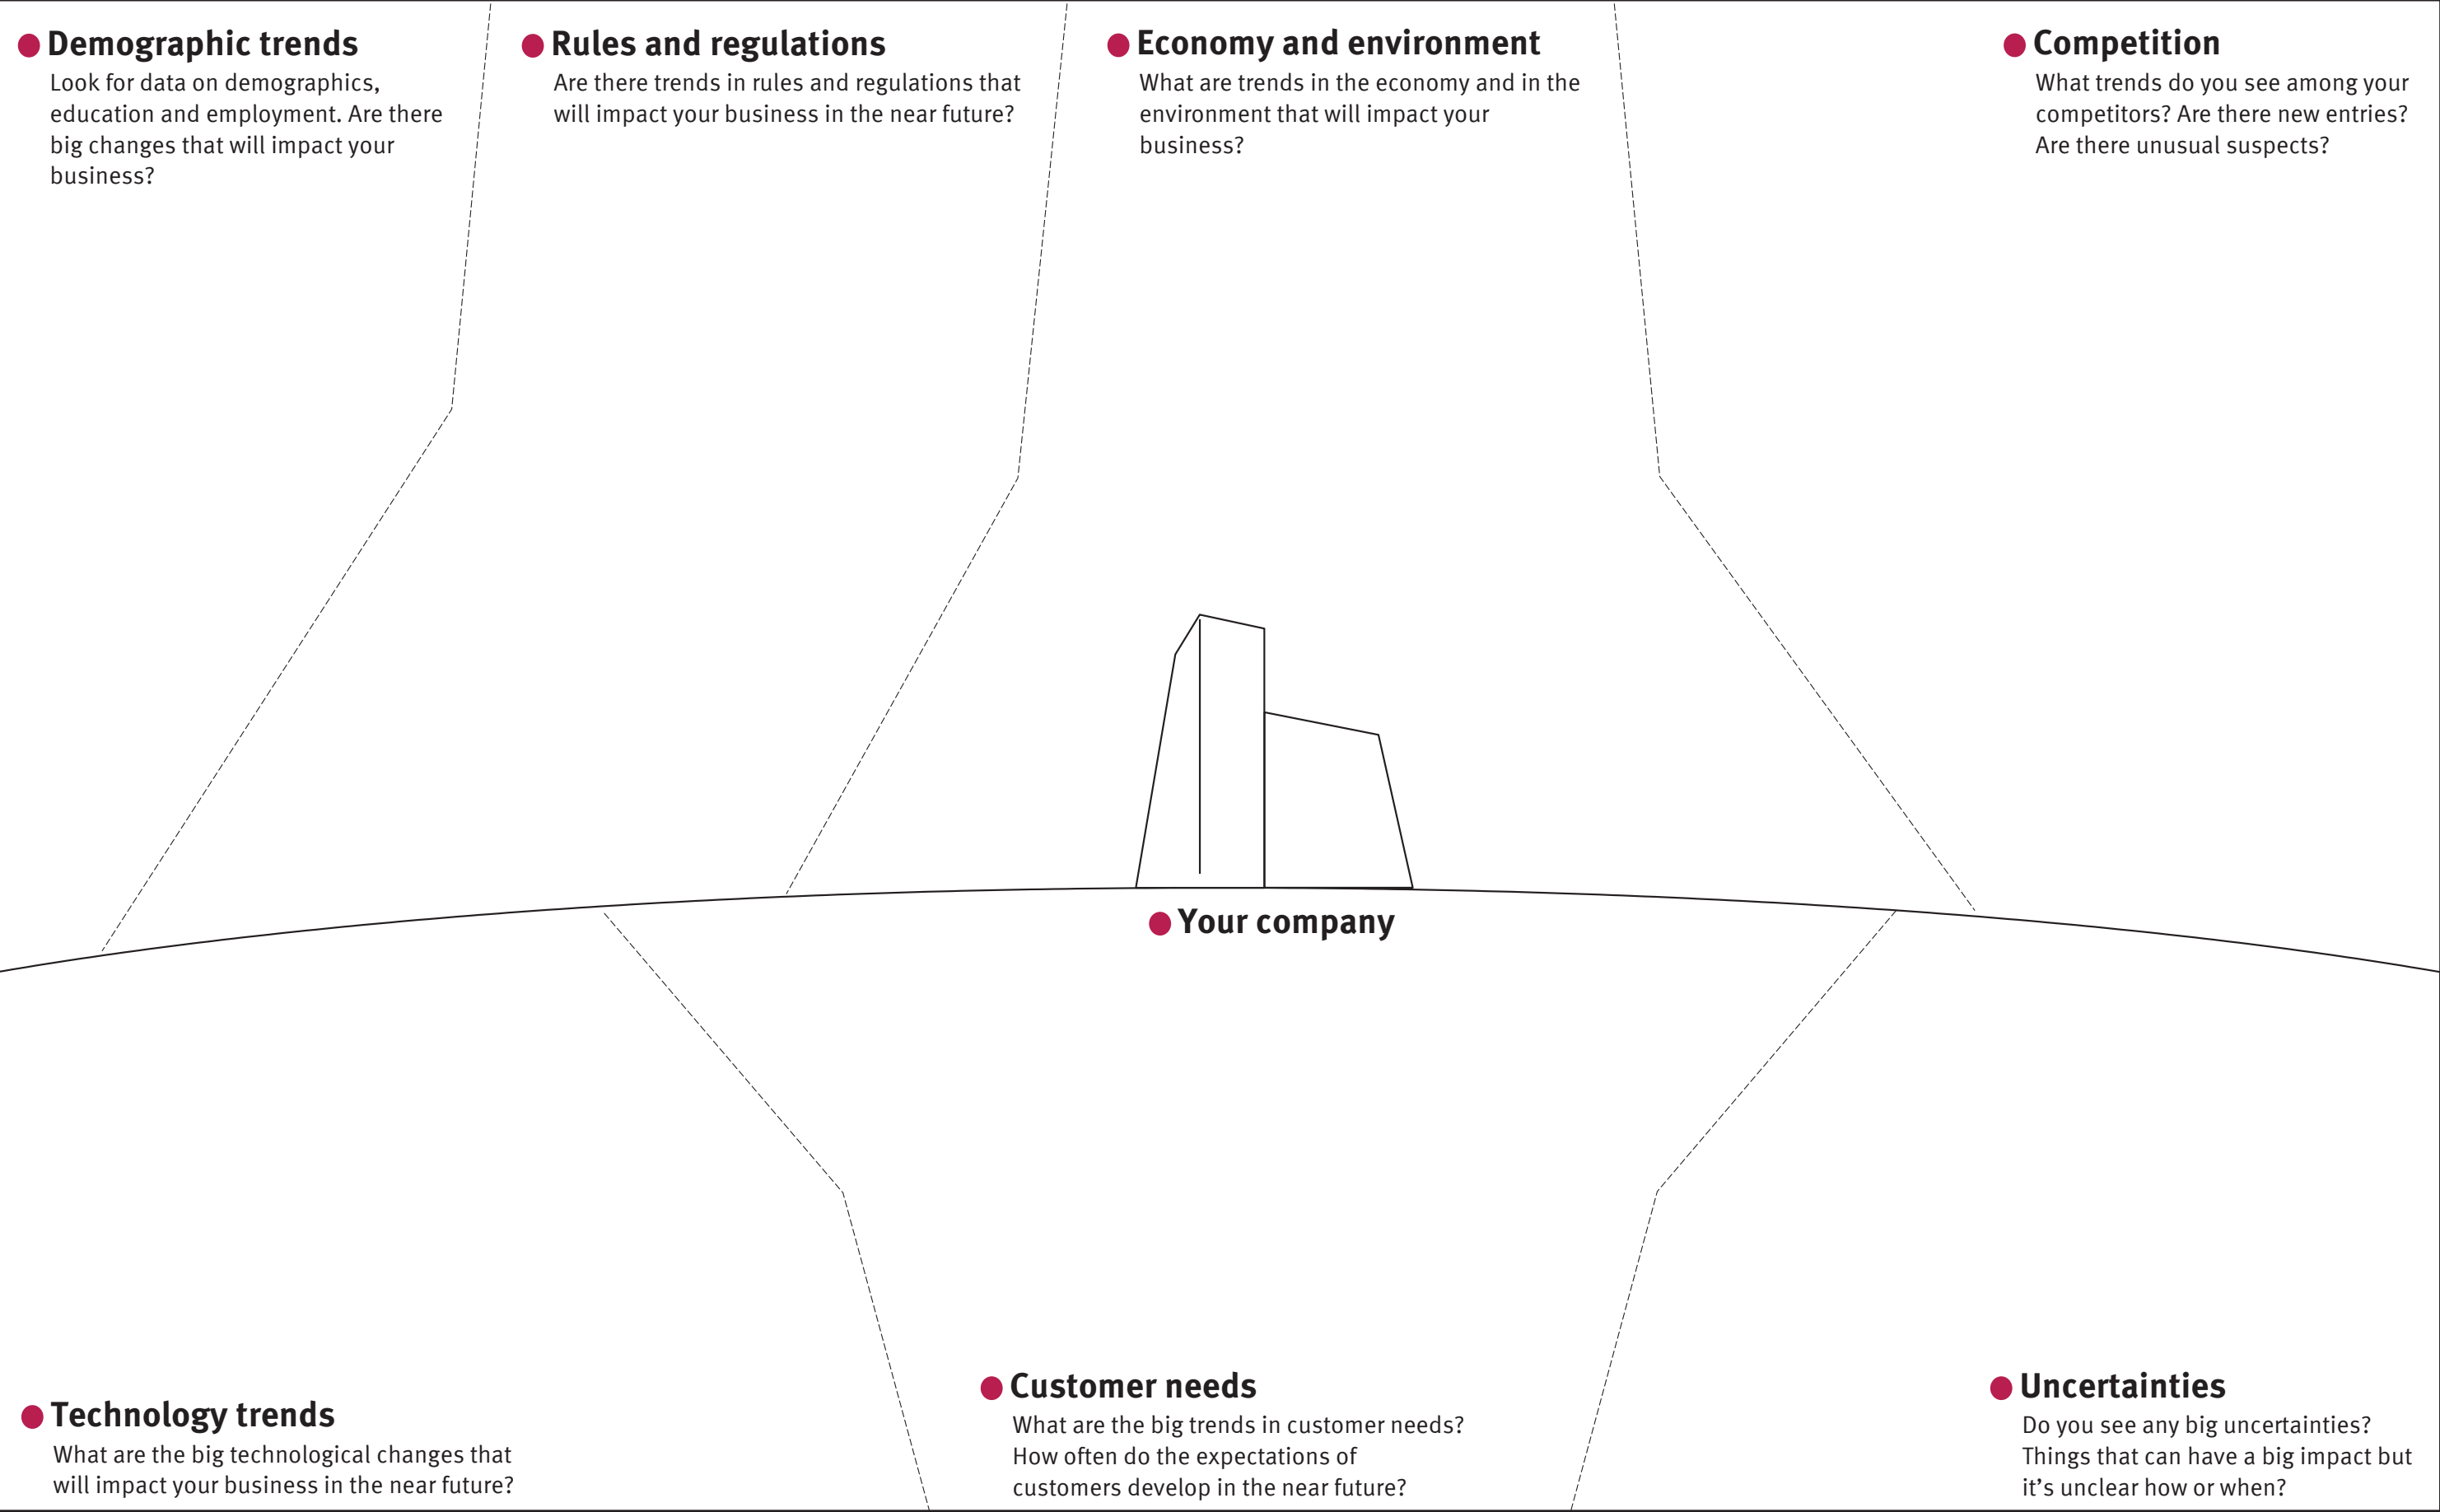 Demographic trends
Look for data on demographics,
education and employment. Are there
big changes that will impact your
business?
Rules and regulations
Are there trends in rules and regulations that
will impact your business in the near future?
Economy and environment
What are trends in the economy and in the
environment that will impact your
business?
Competition
What trends do you see among your
competitors? Are there new entries?
Are there unusual suspects?
Your company
Technology trends
What are the big technological changes that
will impact your business in the near future?
Customer needs
What are the big trends in customer needs?
How often do the expectations of
customers develop in the near future?
Uncertainties
Do you see any big uncertainties?
Things that can have a big impact but
it’s unclear how or when?